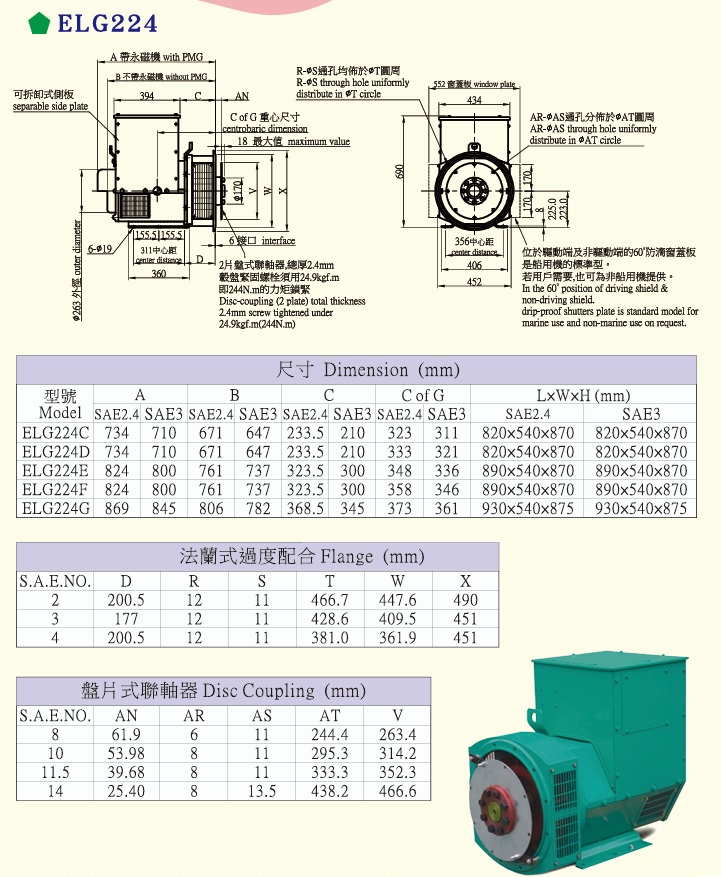 ELG224
A 帶永磁機 with PMG
B 不帶永磁機 without PMG
394 C AN
可拆卸式側板
separable side plate
C of G 重心尺寸
centrobaric dimension
18 最大值 maximum value
Φ170 V W X
6-Φ19
155.5 155.5
311中心距
center distance
D
360
6 接口 interface
Φ263 外徑 outer diameter
2片盤式聯軸器,總厚2.4mm
轂盤緊固螺栓須用24.9kgf.m
即244N.m的力矩鎖緊
Disc-coupling (2 plate) total thickness
2.4mm screw tightened under
24.9kgf.m(244N.m)
R-ΦS通孔均佈於ΦT圓周
R-ΦS through hole uniformly
distribute in ΦT circle
552 窗蓋板 window plate
434
AR-ΦAS通孔分佈於ΦAT圓周
AR-ΦAS through hole uniformly
distribute in ΦAT circle
690
170
170
8
225.0
223.0
356中心距
center distance
406
452
位於驅動端及非驅動端的60°防滴窗蓋板
是船用機的標準型。
若用戶需要,也可為非船用機提供。
In the 60° position of driving shield &
non-driving shield.
drip-proof shutters plate is standard model for
marine use and non-marine use on request.
尺寸 Dimension (mm)
型號 A B C C of G L×W×H (mm)
Model SAE2.4 SAE3 SAE2.4 SAE3 SAE2.4 SAE3 SAE2.4 SAE3 SAE2.4 SAE3
ELG224C 734 710 671 647 233.5 210 323 311 820×540×870 820×540×870
ELG224D 734 710 671 647 233.5 210 333 321 820×540×870 820×540×870
ELG224E 824 800 761 737 323.5 300 348 336 890×540×870 890×540×870
ELG224F 824 800 761 737 323.5 300 358 346 890×540×870 890×540×870
ELG224G 869 845 806 782 368.5 345 373 361 930×540×875 930×540×875
法蘭式過度配合 Flange (mm)
S.A.E.NO. D R S T W X
2 200.5 12 11 466.7 447.6 490
3 177 12 11 428.6 409.5 451
4 200.5 12 11 381.0 361.9 451
盤片式聯軸器 Disc Coupling (mm)
S.A.E.NO. AN AR AS AT V
8 61.9 6 11 244.4 263.4
10 53.98 8 11 295.3 314.2
11.5 39.68 8 11 333.3 352.3
14 25.40 8 13.5 438.2 466.6